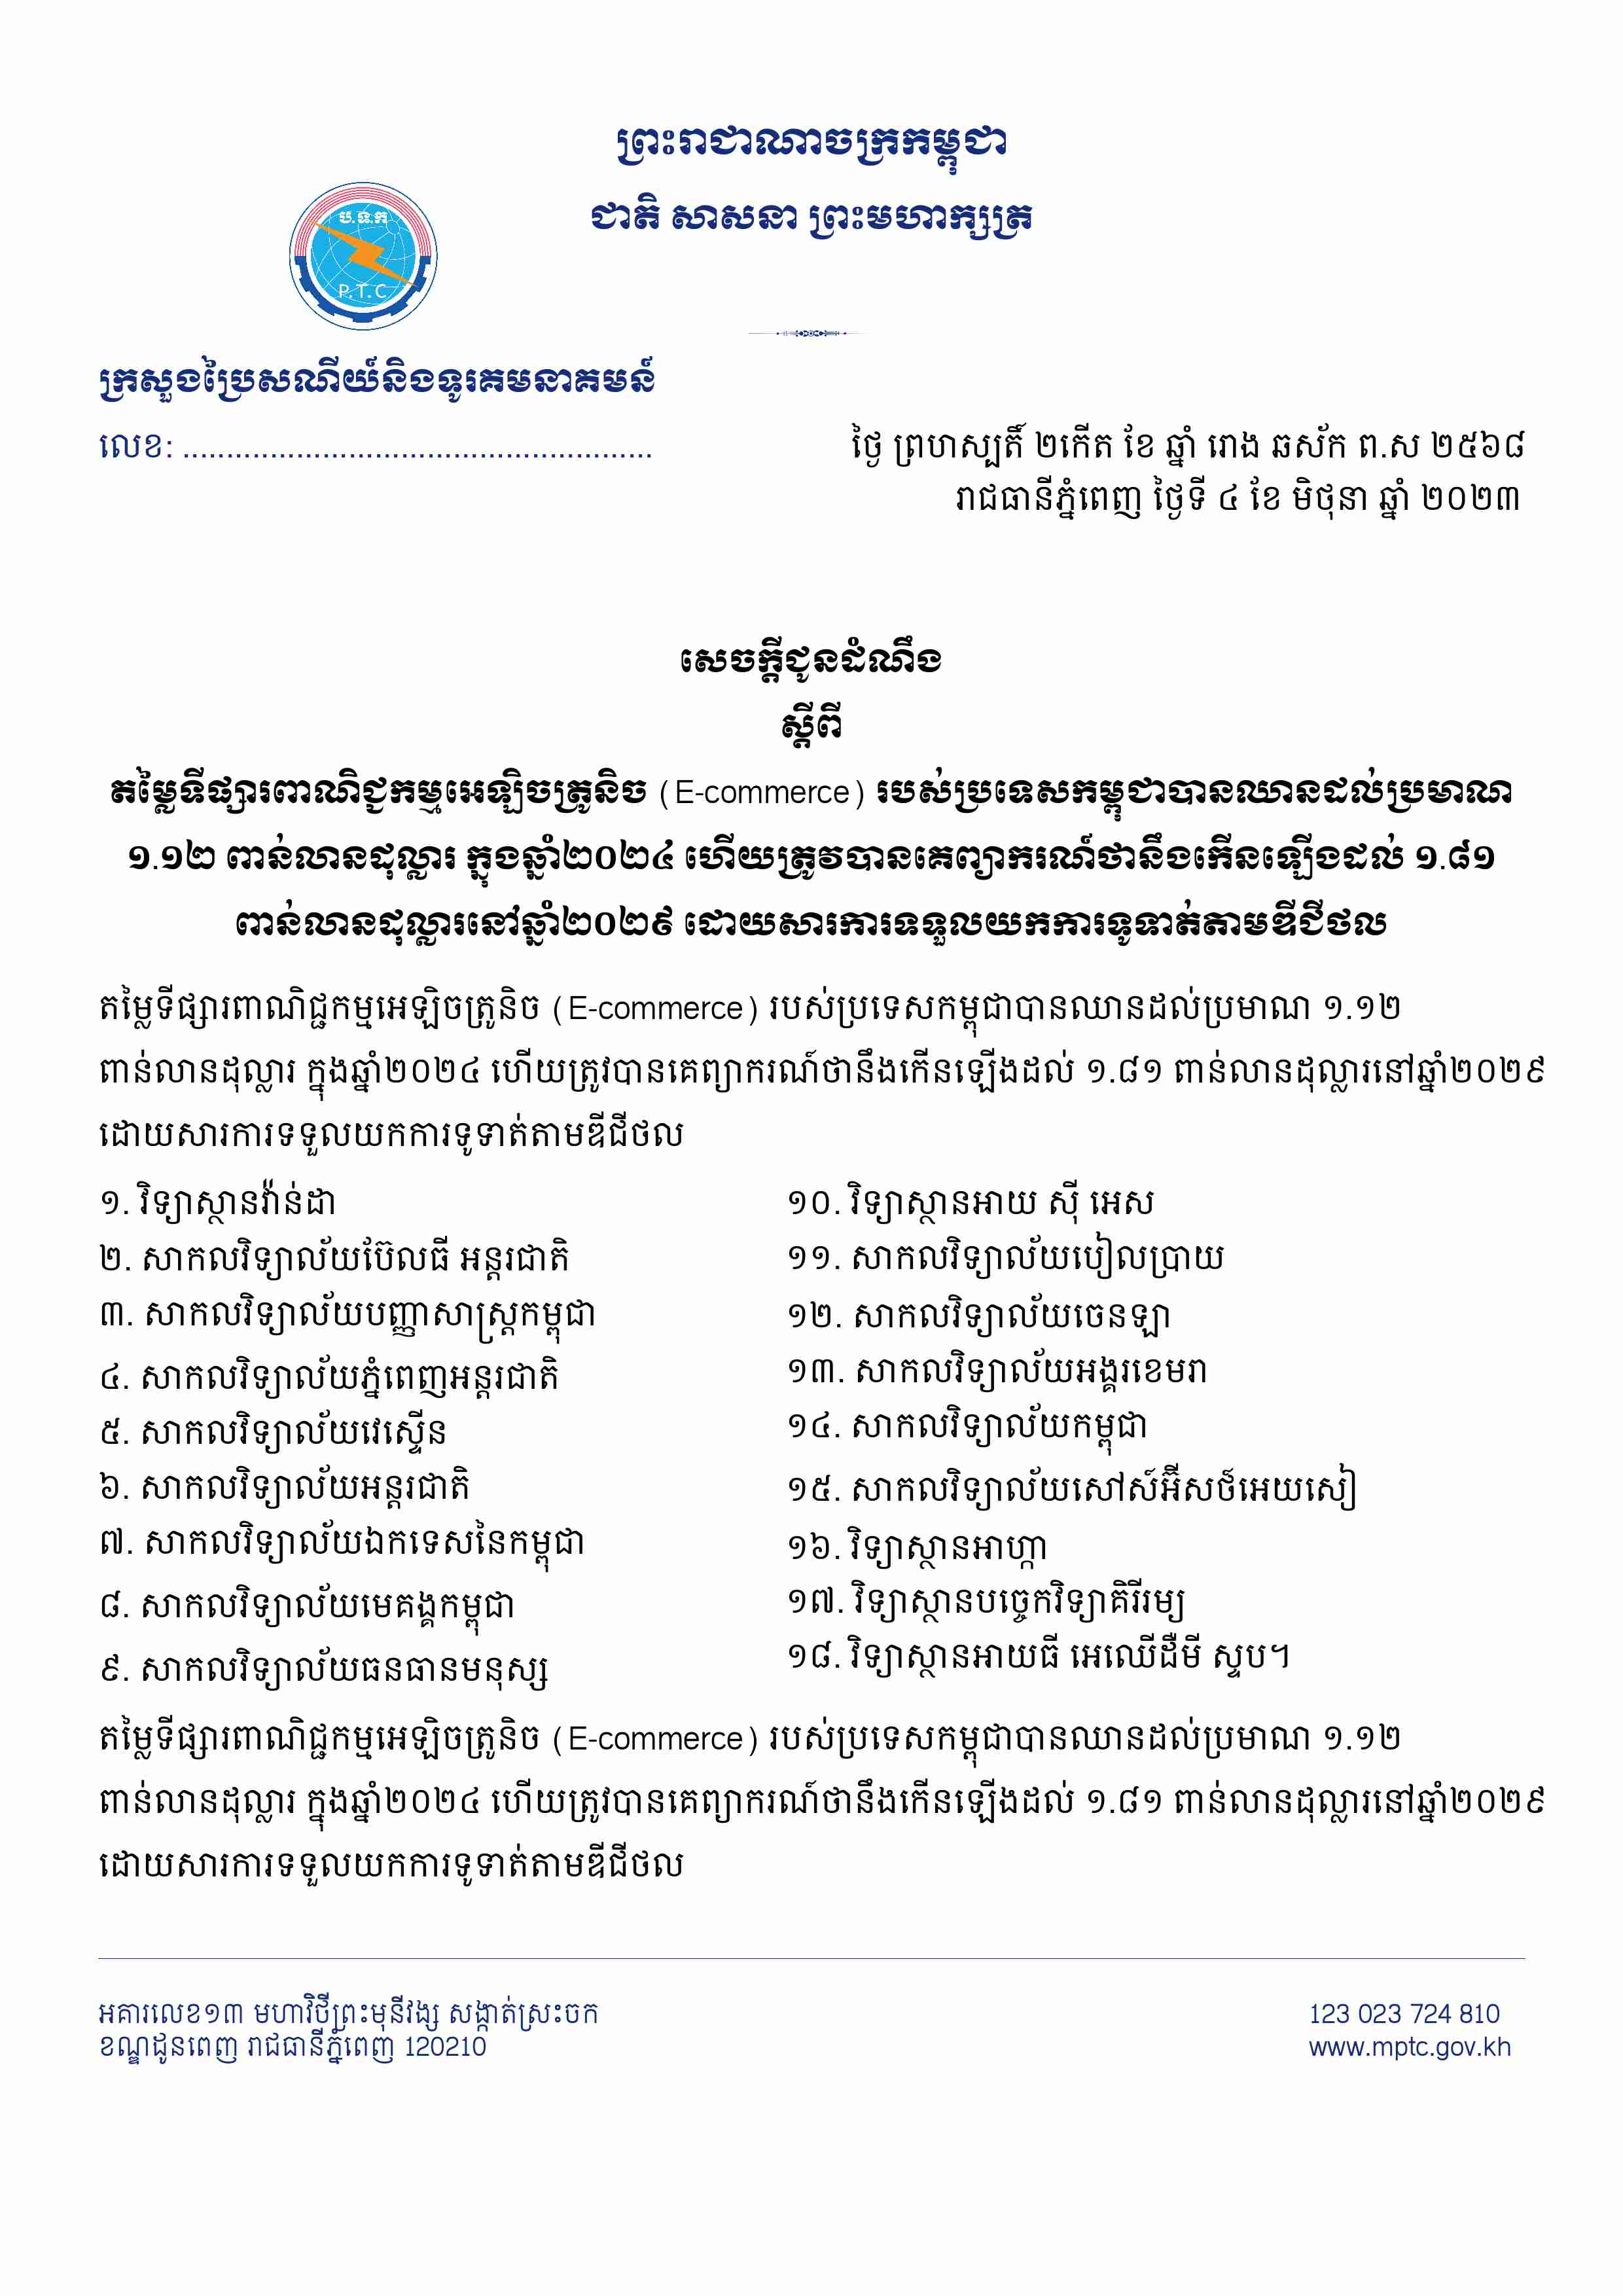 ព្រះរាជាណាចក្រកម្ពុជា
ជាតិ សាសនា ព្រះមហាក្សត្រ
ប.ទ.ក
P.T.C
ក្រសួងប្រៃសណីយ៍និងទូរគមនាគមន៍
លេខ: ......................................................
ថ្ងៃ ព្រហស្បតិ៍ ២កើត ខែ ឆ្នាំ រោង ឆស័ក ព.ស ២៥៦៨
រាជធានីភ្នំពេញ ថ្ងៃទី ៤ ខែ មិថុនា ឆ្នាំ ២០២៣
សេចក្តីជូនដំណឹង
ស្តីពី
តម្លៃទីផ្សារពាណិជ្ជកម្មអេឡិចត្រូនិច (E-commerce) របស់ប្រទេសកម្ពុជាបានឈានដល់ប្រមាណ
១.១២ ពាន់លានដុល្លារ ក្នុងឆ្នាំ២០២៤ ហើយត្រូវបានគេព្យាករណ៍ថានឹងកើនឡើងដល់ ១.៨១
ពាន់លានដុល្លារនៅឆ្នាំ២០២៩ ដោយសារការទទួលយកការទូទាត់តាមឌីជីថល
តម្លៃទីផ្សារពាណិជ្ជកម្មអេឡិចត្រូនិច (E-commerce) របស់ប្រទេសកម្ពុជាបានឈានដល់ប្រមាណ ១.១២
ពាន់លានដុល្លារ ក្នុងឆ្នាំ២០២៤ ហើយត្រូវបានគេព្យាករណ៍ថានឹងកើនឡើងដល់ ១.៨១ ពាន់លានដុល្លារនៅឆ្នាំ២០២៩
ដោយសារការទទួលយកការទូទាត់តាមឌីជីថល
១. វិទ្យាស្ថានវ៉ាន់ដា
២. សាកលវិទ្យាល័យប៊ែលធី អន្តរជាតិ
៣. សាកលវិទ្យាល័យបញ្ញាសាស្ត្រកម្ពុជា
៤. សាកលវិទ្យាល័យភ្នំពេញអន្តរជាតិ
៥. សាកលវិទ្យាល័យវេស្ទើន
៦. សាកលវិទ្យាល័យអន្តរជាតិ
៧. សាកលវិទ្យាល័យឯកទេសនៃកម្ពុជា
៨. សាកលវិទ្យាល័យមេគង្គកម្ពុជា
៩. សាកលវិទ្យាល័យធនធានមនុស្ស
១០. វិទ្យាស្ថានអាយ ស៊ី អេស
១១. សាកលវិទ្យាល័យបៀលប្រាយ
១២. សាកលវិទ្យាល័យចេនឡា
១៣. សាកលវិទ្យាល័យអង្គរខេមរា
១៤. សាកលវិទ្យាល័យកម្ពុជា
១៥. សាកលវិទ្យាល័យសៅស៍អ៊ីសថ៏អេយសៀ
១៦. វិទ្យាស្ថានអាហ្កា
១៧. វិទ្យាស្ថានបច្ចេកវិទ្យាគិរីរម្យ
១៨. វិទ្យាស្ថានអាយធី អេឈើដឺមី ស្ទប។
តម្លៃទីផ្សារពាណិជ្ជកម្មអេឡិចត្រូនិច (E-commerce) របស់ប្រទេសកម្ពុជាបានឈានដល់ប្រមាណ ១.១២
ពាន់លានដុល្លារ ក្នុងឆ្នាំ២០២៤ ហើយត្រូវបានគេព្យាករណ៍ថានឹងកើនឡើងដល់ ១.៨១ ពាន់លានដុល្លារនៅឆ្នាំ២០២៩
ដោយសារការទទួលយកការទូទាត់តាមឌីជីថល
អគារលេខ១៣ មហាវិថីព្រះមុនីវង្ស សង្កាត់ស្រះចក
ខណ្ឌដូនពេញ រាជធានីភ្នំពេញ 120210
123 023 724 810
www.mptc.gov.kh